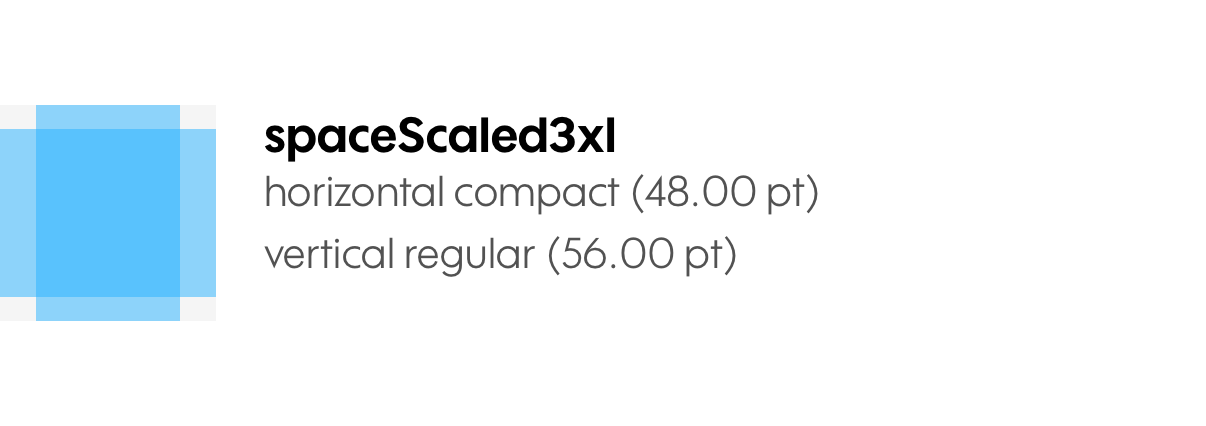 spaceScaled3xl
horizontal compact (48.00 pt)
vertical regular (56.00 pt)